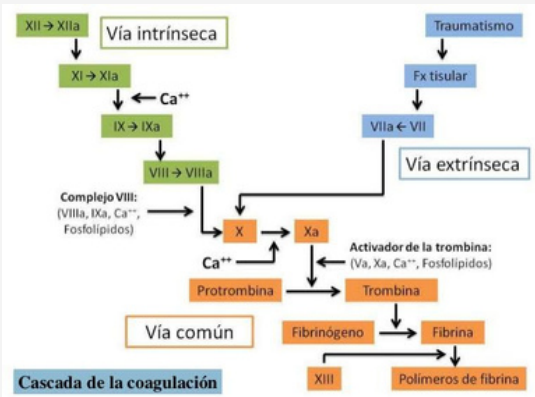 XII → XIIa
Vía intrínseca
Traumatismo
XI → XIa
Fx tisular
Ca⁺⁺
IX → IXa
VIIa ← VII
VIII → VIIIa
Vía extrínseca
Complejo VIII:
(VIIIa, IXa, Ca⁺⁺,
Fosfolípidos)
X
Xa
Ca⁺⁺
Activador de la trombina:
(Va, Xa, Ca⁺⁺, Fosfolípidos)
Protrombina
Trombina
Vía común
Fibrinógeno
Fibrina
Cascada de la coagulación
XIII
Polímeros de fibrina